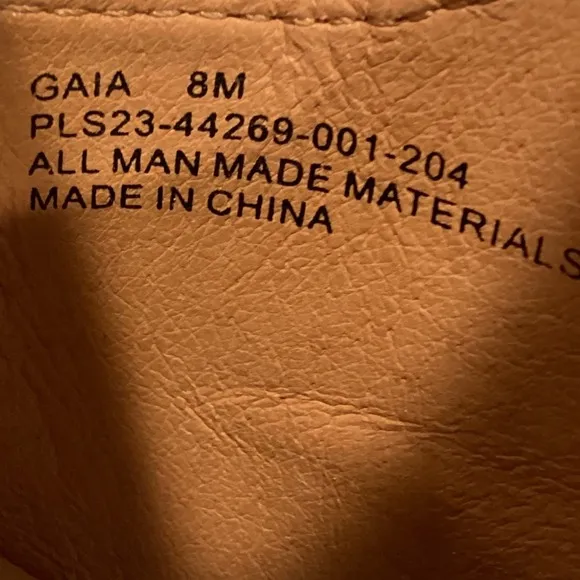 GAIA 8M
PLS23-44269-001-204
ALL MAN MADE MATERIALS
MADE IN CHINA